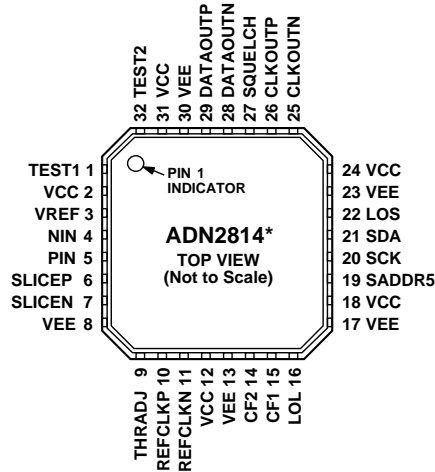 32 TEST2
31 VCC
30 VEE
29 DATAOUTP
28 DATAOUTN
27 SQUELCH
26 CLKOUTP
25 CLKOUTN
TEST1 1
VCC 2
VREF 3
NIN 4
PIN 5
SLICEP 6
SLICEN 7
VEE 8
PIN 1
INDICATOR
ADN2814*
TOP VIEW
(Not to Scale)
24 VCC
23 VEE
22 LOS
21 SDA
20 SCK
19 SADDR5
18 VCC
17 VEE
THRADJ 9
REFCLKP 10
REFCLKN 11
VCC 12
VEE 13
CF2 14
CF1 15
LOL 16